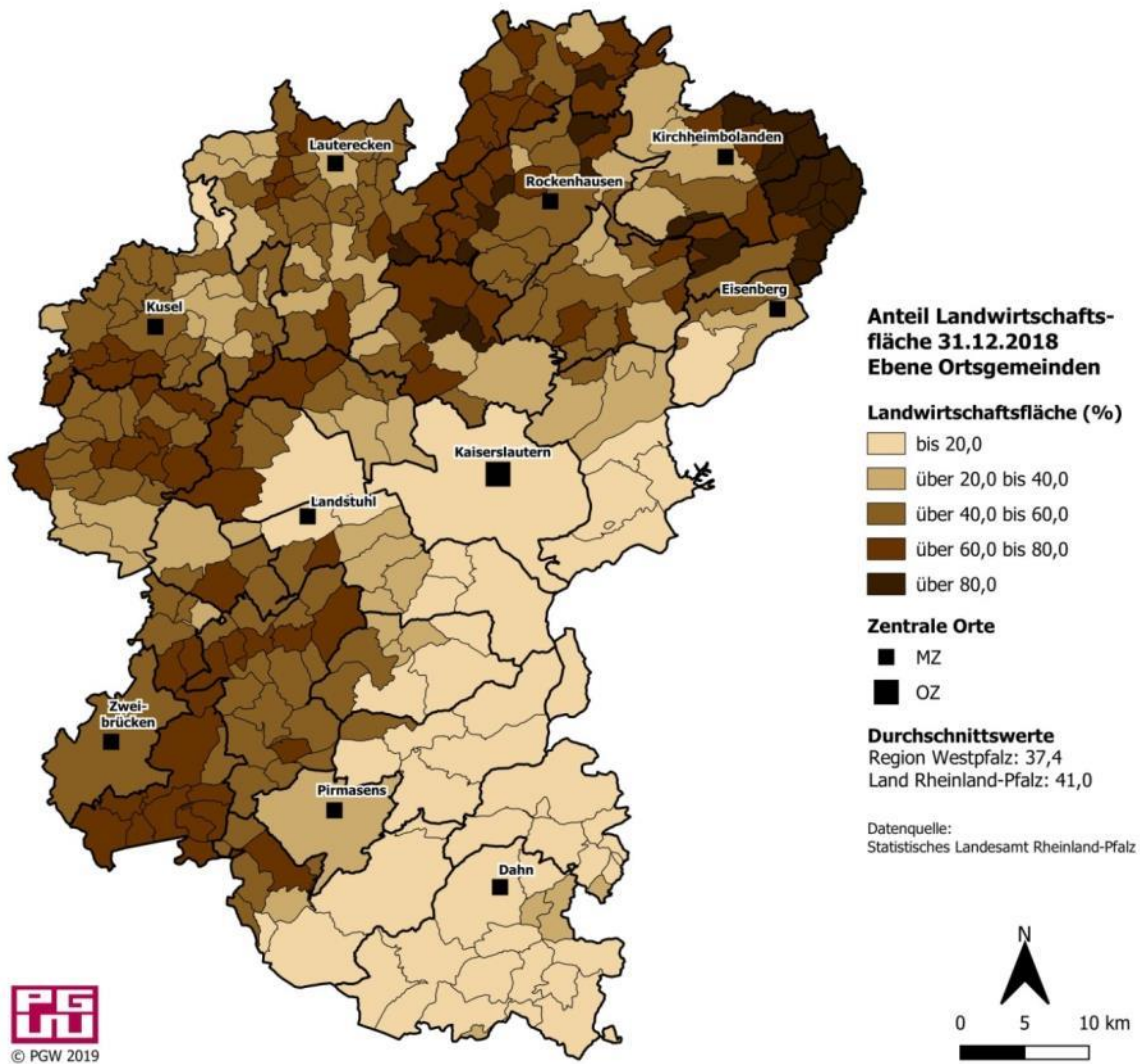 Lauterecken
Kirchheimbolanden
Rockenhausen
Kusel
Eisenberg
Kaiserslautern
Landstuhl
Zwei-
brücken
Pirmasens
Dahn
Anteil Landwirtschafts-
fläche 31.12.2018
Ebene Ortsgemeinden
Landwirtschaftsfläche (%)
bis 20,0
über 20,0 bis 40,0
über 40,0 bis 60,0
über 60,0 bis 80,0
über 80,0
Zentrale Orte
MZ
OZ
Durchschnittswerte
Region Westpfalz: 37,4
Land Rheinland-Pfalz: 41,0
Datenquelle:
Statistisches Landesamt Rheinland-Pfalz
N
0 5 10 km
PGW
© PGW 2019